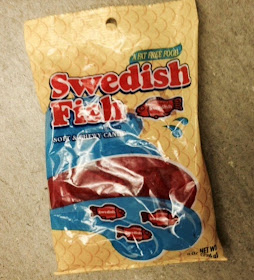 A FAT FREE FOOD
Swedish
Fish
SOFT & CHEWY CANDY
NET WT